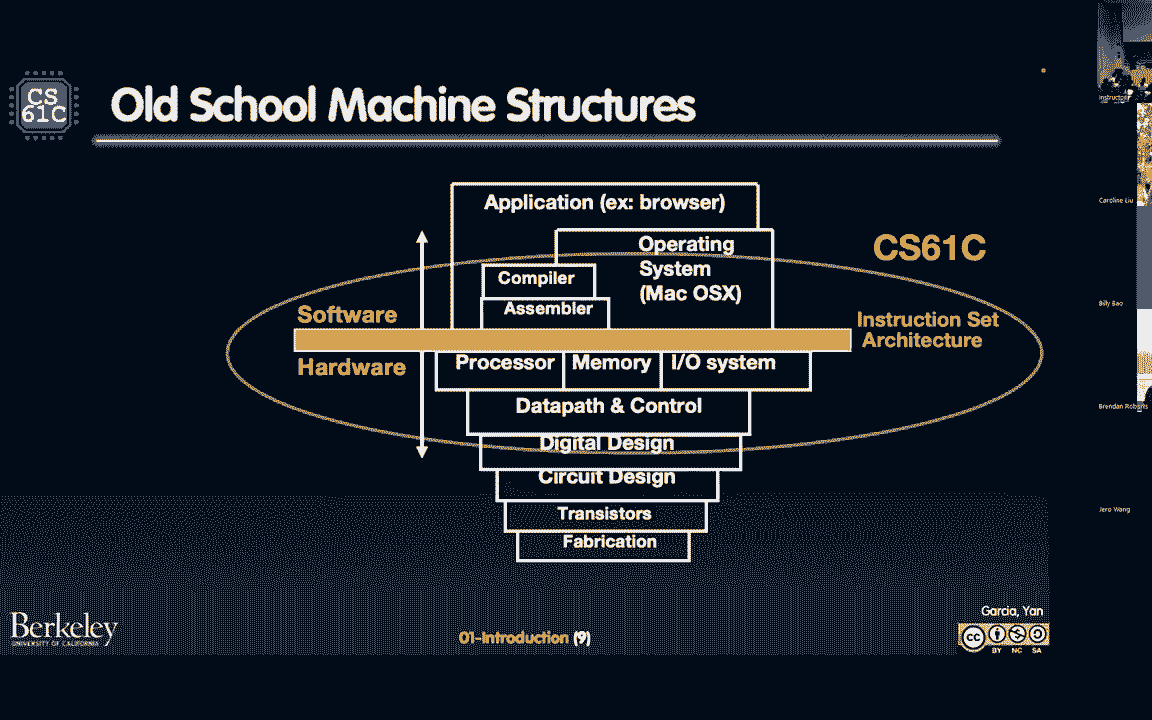 CS
61C
Old School Machine Structures
Application (ex: browser)
Operating
System
(Mac OSX)
Compiler
Assembler
CS61C
Software
Hardware
Instruction Set
Architecture
Processor
Memory
I/O system
Datapath & Control
Digital Design
Circuit Design
Transistors
Fabrication
Berkeley
UNIVERSITY OF CALIFORNIA
01-Introduction (9)
Garcia, Yan
cc
BY NC SA
Caroline Liu
Billy Bao
Brendan Roberts
Jero Wang